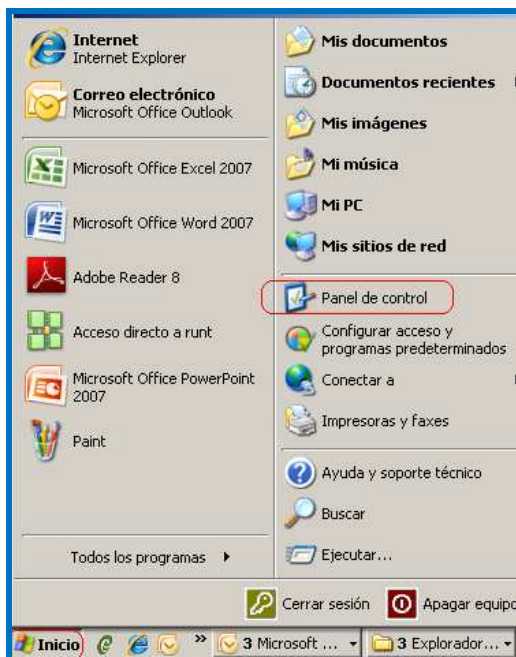 Internet
Internet Explorer
Correo electrónico
Microsoft Office Outlook
Microsoft Office Excel 2007
Microsoft Office Word 2007
Adobe Reader 8
Acceso directo a runt
Microsoft Office PowerPoint
2007
Paint
Todos los programas
Mis documentos
Documentos recientes
Mis imágenes
Mi música
Mi PC
Mis sitios de red
Panel de control
Configurar acceso y
programas predeterminados
Conectar a
Impresoras y faxes
Ayuda y soporte técnico
Buscar
Ejecutar...
Cerrar sesión Apagar equipo
Inicio » 3 Microsoft ... 3 Explorador...